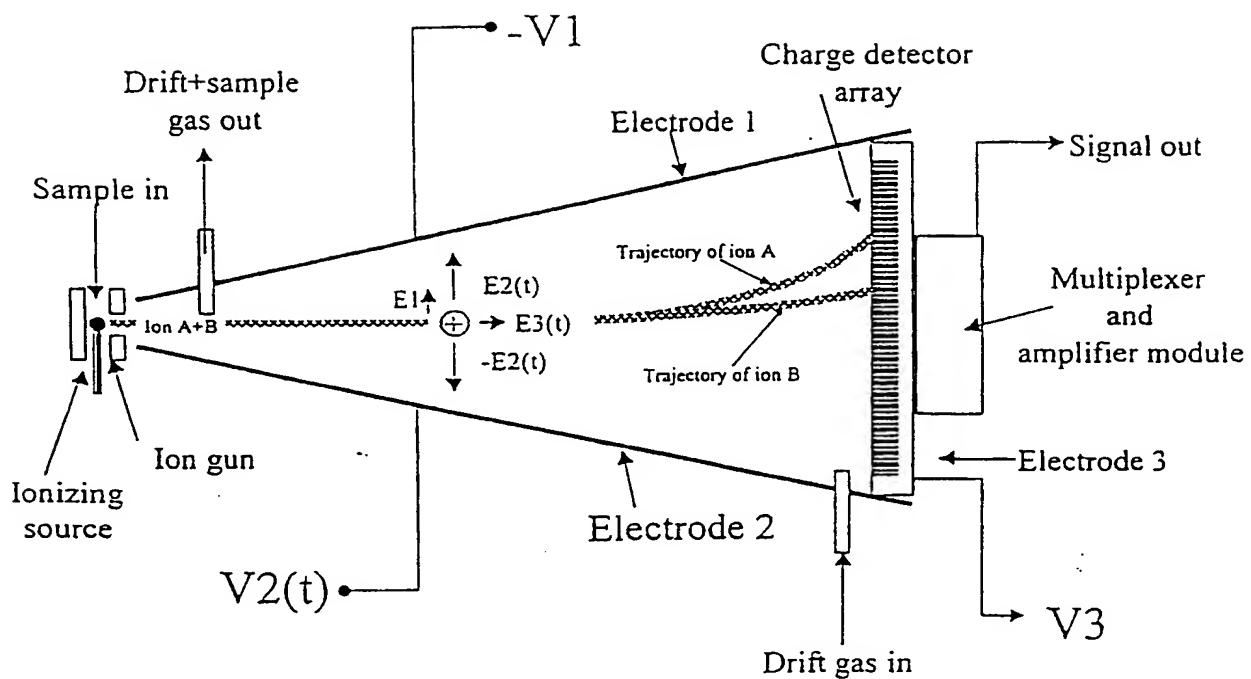 -V1
Drift+sample
gas out
Charge detector
array
Electrode 1
Signal out
Sample in
Trajectory of ion A
E1
E2(t)
Multiplexer
and
amplifier module
Ion A+B
+
E3(t)
-E2(t)
Trajectory of ion B
Ion gun
Ionizing
source
Electrode 3
Electrode 2
V2(t)
V3
Drift gas in